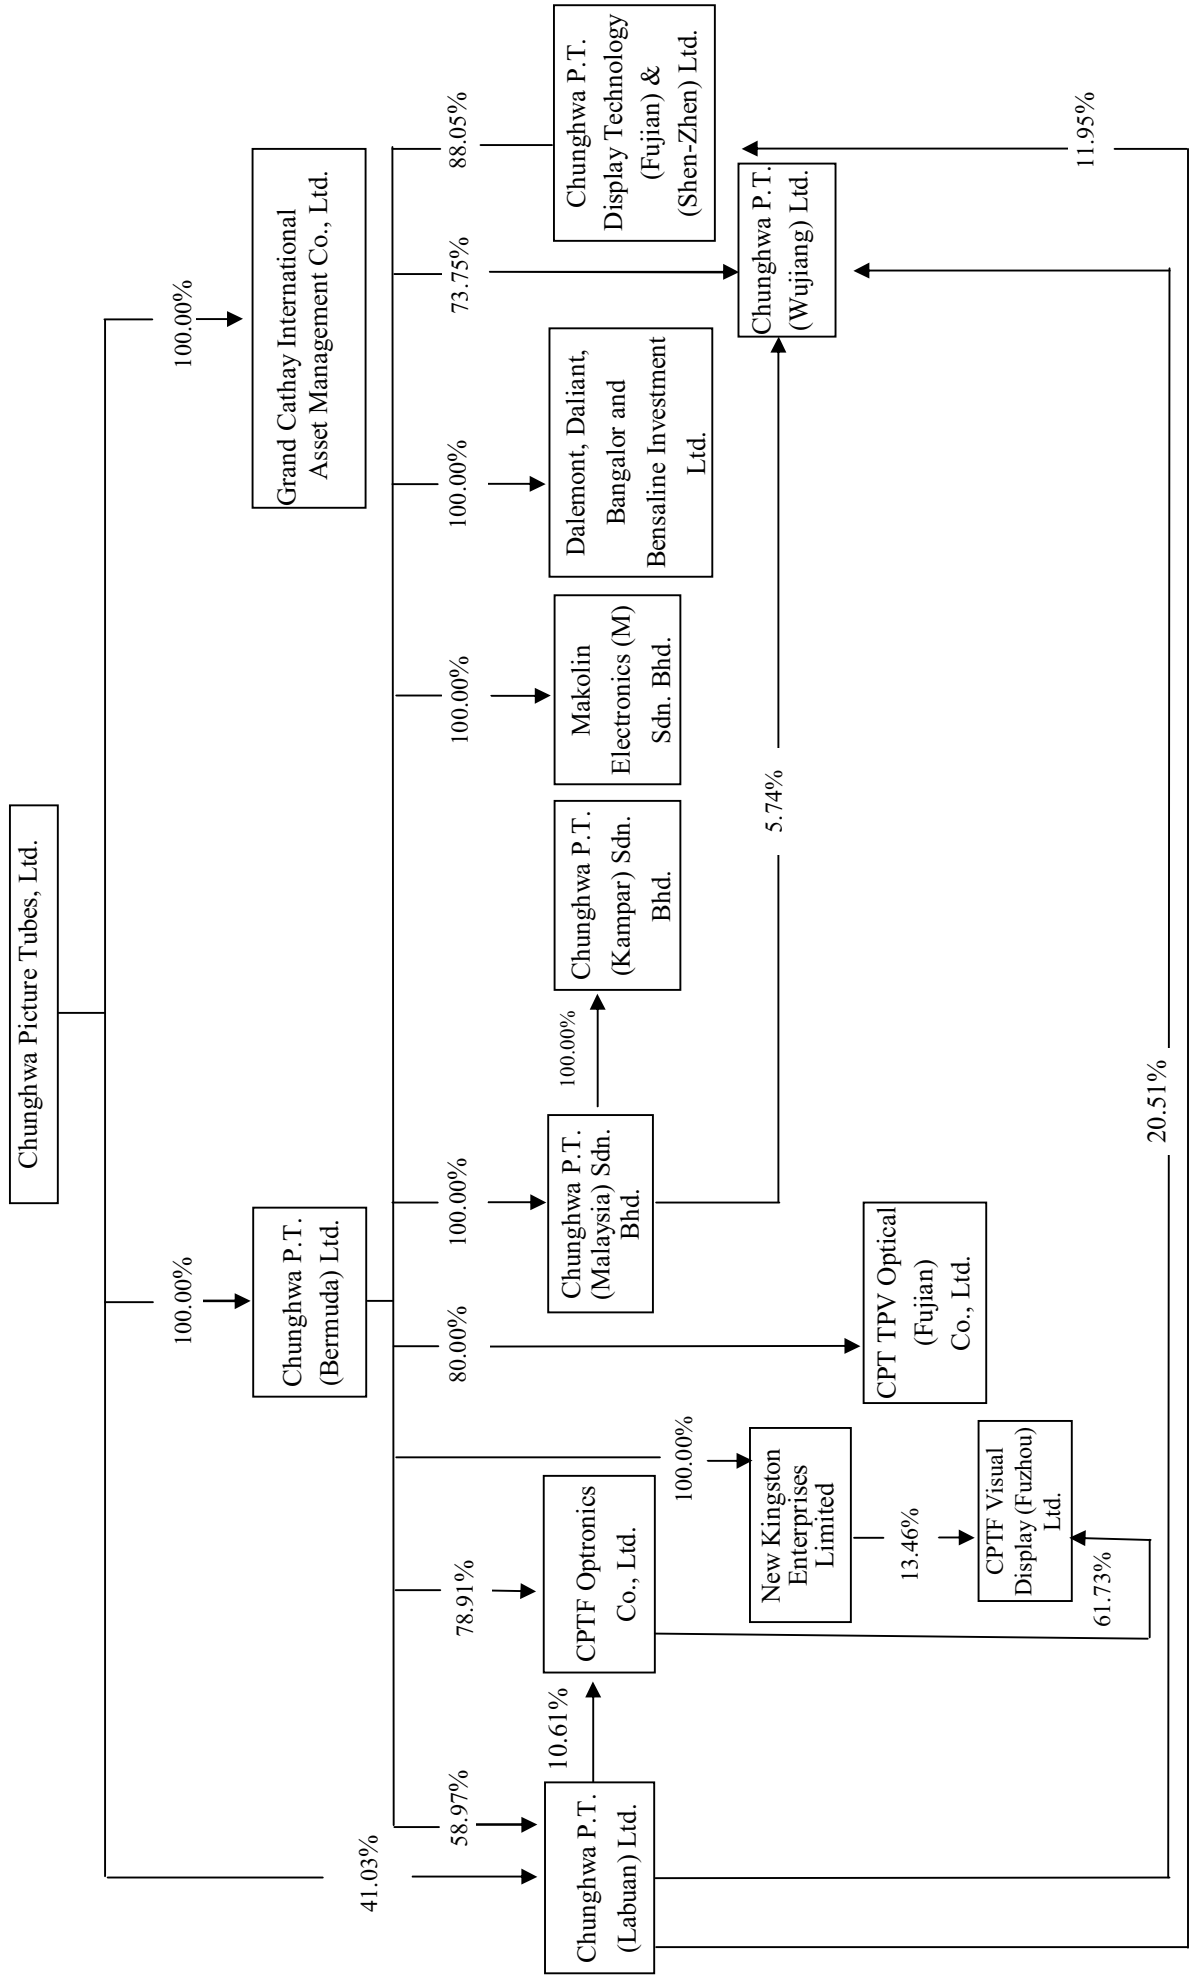 Chunghwa Picture Tubes, Ltd.
100.00%
100.00%
41.03%
Chunghwa P.T.
(Bermuda) Ltd.
Grand Cathay International
Asset Management Co., Ltd.
58.97%
78.91%
100.00%
80.00%
100.00%
100.00%
100.00%
73.75%
88.05%
Chunghwa P.T.
(Labuan) Ltd.
10.61%
CPTF Optronics
Co., Ltd.
Chunghwa P.T.
(Malaysia) Sdn.
Bhd.
100.00%
Chunghwa P.T.
(Kampar) Sdn.
Bhd.
Makolin
Electronics (M)
Sdn. Bhd.
Dalemont, Daliant,
Bangalor and
Bensaline Investment
Ltd.
Chunghwa P.T.
Display Technology
(Fujian) &
(Shen-Zhen) Ltd.
New Kingston
Enterprises
Limited
5.74%
Chunghwa P.T.
(Wujiang) Ltd.
CPT TPV Optical
(Fujian)
Co., Ltd.
13.46%
CPTF Visual
Display (Fuzhou)
Ltd.
61.73%
20.51%
11.95%